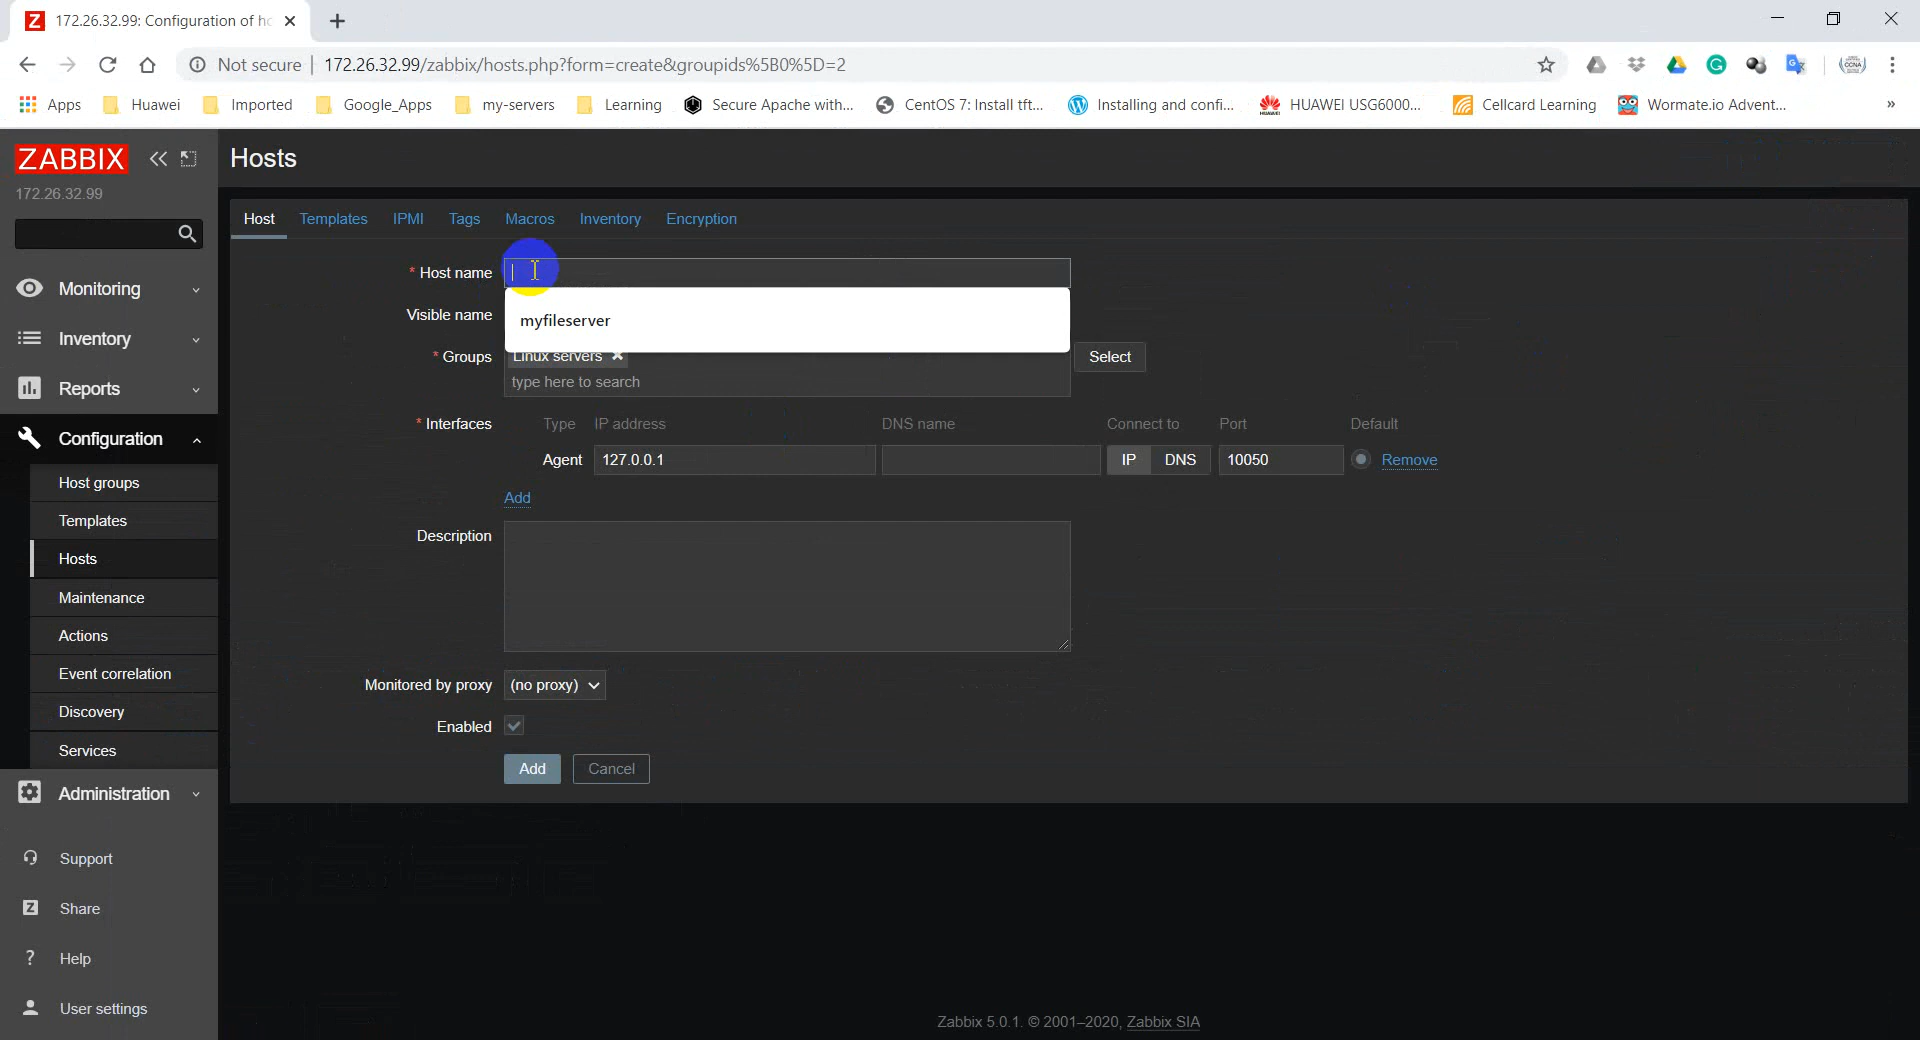 Z 172.26.32.99: Configuration of ho
Not secure 172.26.32.99/zabbix/hosts.php?form=create&groupids%5B0%5D=2
Apps Huawei Imported Google_Apps my-servers Learning Secure Apache with... CentOS 7: Install tft... Installing and confi... HUAWEI USG6000... Cellcard Learning Wormate.io Advent... »
ZABBIX
172.26.32.99
Monitoring
Inventory
Reports
Configuration
Host groups
Templates
Hosts
Maintenance
Actions
Event correlation
Discovery
Services
Administration
Support
Z Share
? Help
User settings
Hosts
Host Templates IPMI Tags Macros Inventory Encryption
* Host name
myfileserver
Visible name
* Groups Linux servers Select
type here to search
* Interfaces Type IP address DNS name Connect to Port Default
Agent 127.0.0.1 IP DNS 10050 Remove
Add
Description
Monitored by proxy (no proxy)
Enabled
Add Cancel
Zabbix 5.0.1. © 2001–2020, Zabbix SIA